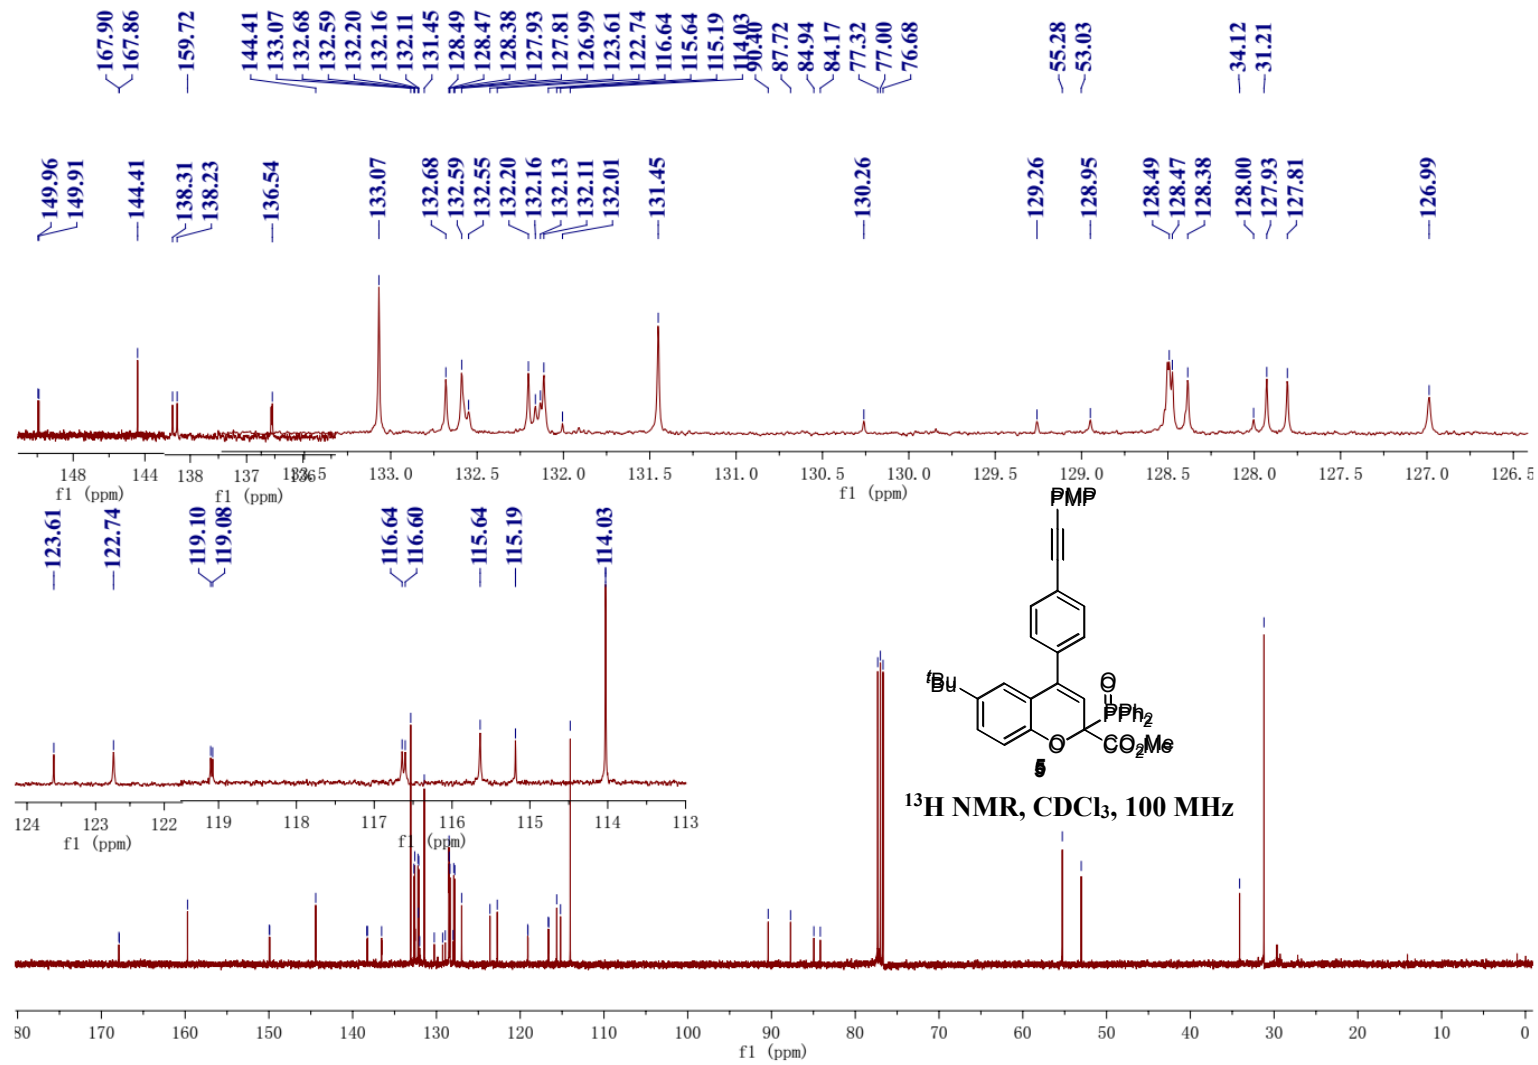 167.90 167.86 159.72 144.41 133.07 132.68 132.59 132.20 132.16 132.11 131.45 128.49 128.47 128.38 127.93 127.81 126.99 123.61 122.74 116.64 115.64 115.19 114.03 90.40 87.72 84.94 84.17 77.32 77.00 76.68 55.28 53.03 34.12 31.21
149.96 149.91 144.41 138.31 138.23 136.54 133.07 132.68 132.59 132.55 132.20 132.16 132.13 132.11 132.01 131.45 130.26 129.26 128.95 128.49 128.47 128.38 128.00 127.93 127.81 126.99
148 144 138 137 133.0 132.5 132.0 131.5 131.0 130.5 130.0 129.5 129.0 128.5 128.0 127.5 127.0 126.5
f1 (ppm) f1 (ppm) f1 (ppm)
123.61 122.74 119.10 119.08 116.64 116.60 115.64 115.19 114.03
PMP
tBu
O
PPh2
O
CO2Me
5
13H NMR, CDCl3, 100 MHz
124 123 122 119 118 117 116 115 114 113
f1 (ppm) f1 (ppm)
80 170 160 150 140 130 120 110 100 90 80 70 60 50 40 30 20 10 0
f1 (ppm)